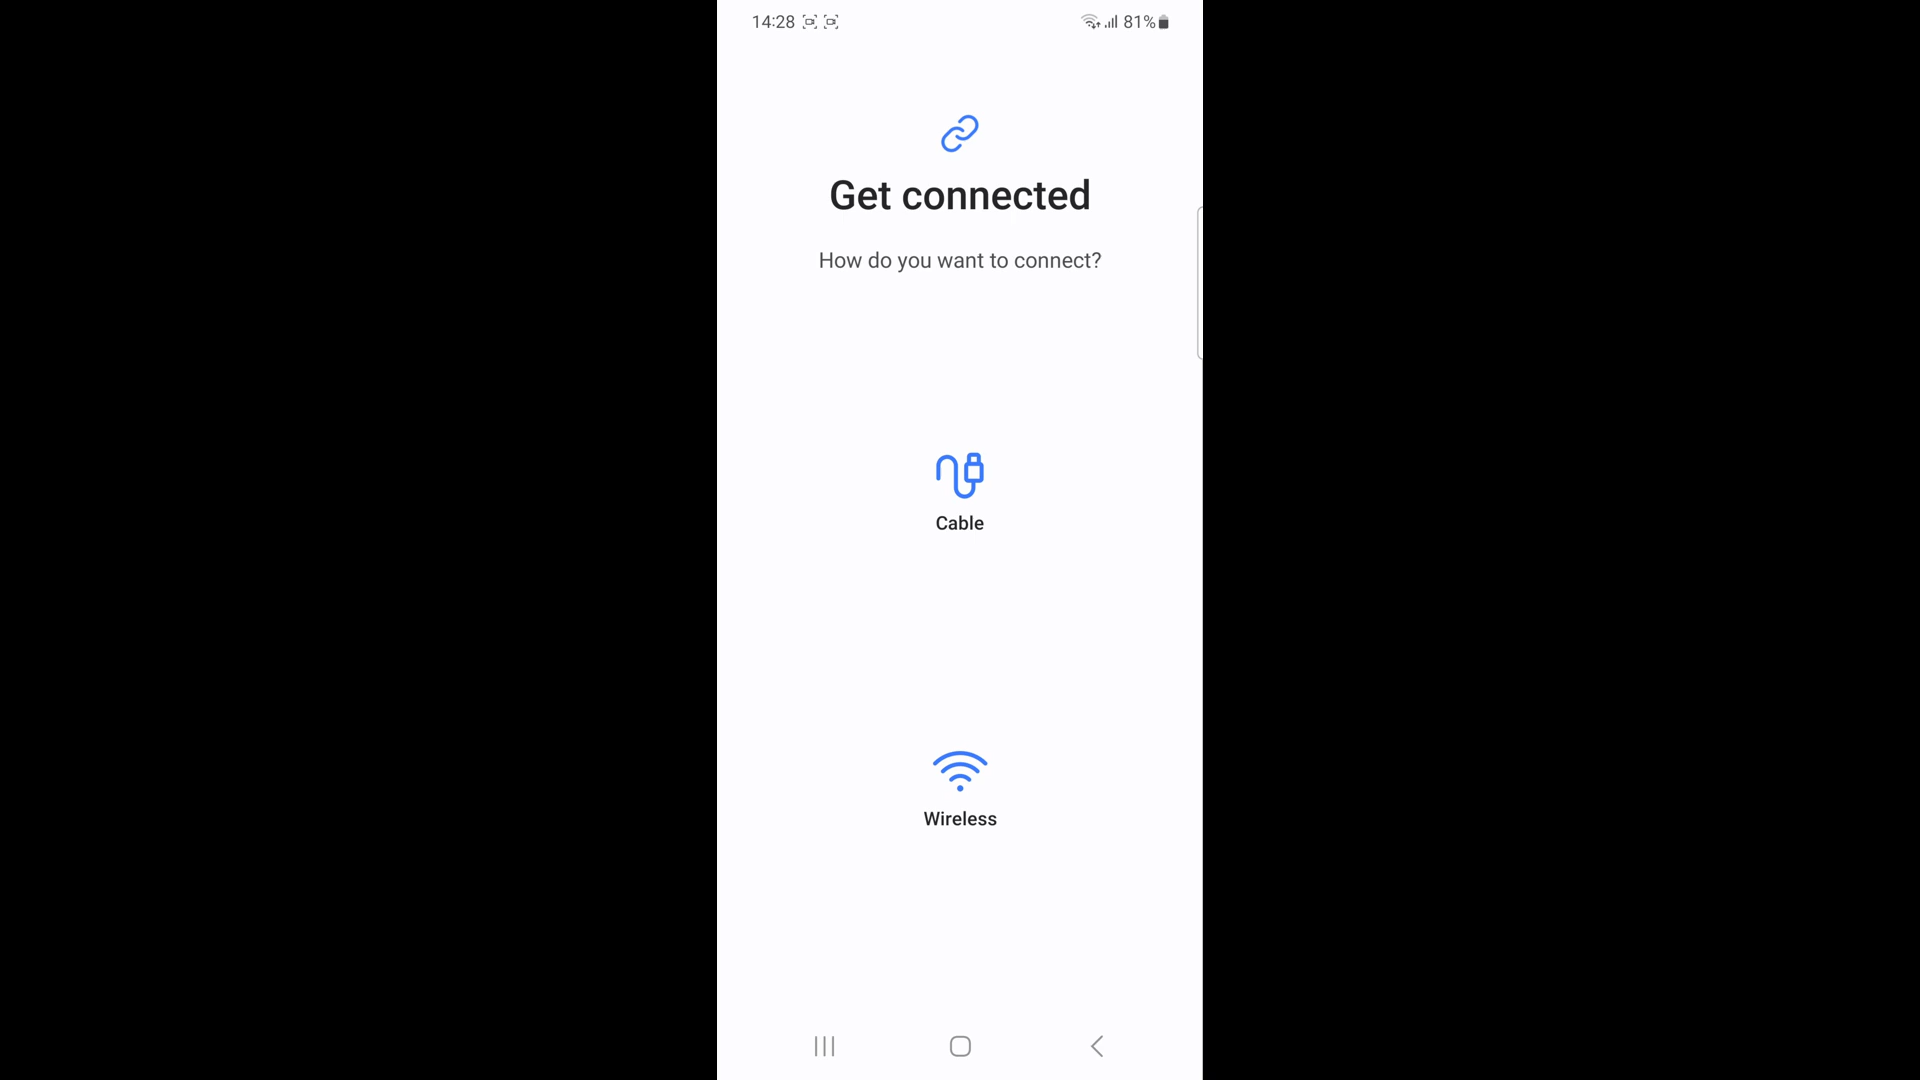 14:28 81%
Get connected
How do you want to connect?
Cable
Wireless